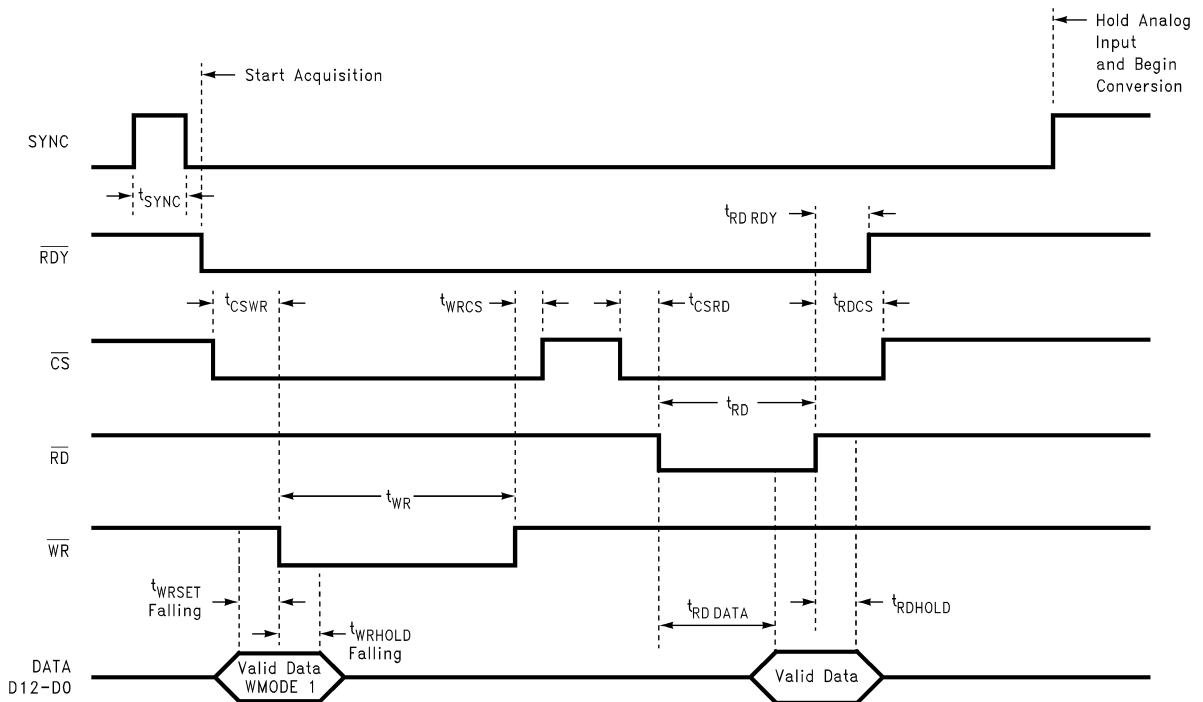 Hold Analog
Input
and Begin
Conversion
Start Acquisition
SYNC
tSYNC
tRD RDY
RDY
tCSWR
tWRCS
tCSRD
tRDCS
CS
tRD
RD
tWR
WR
tWRSET
Falling
tRD DATA
tRDHOLD
tWRHOLD
Falling
DATA
D12-D0
Valid Data
WMODE 1
Valid Data